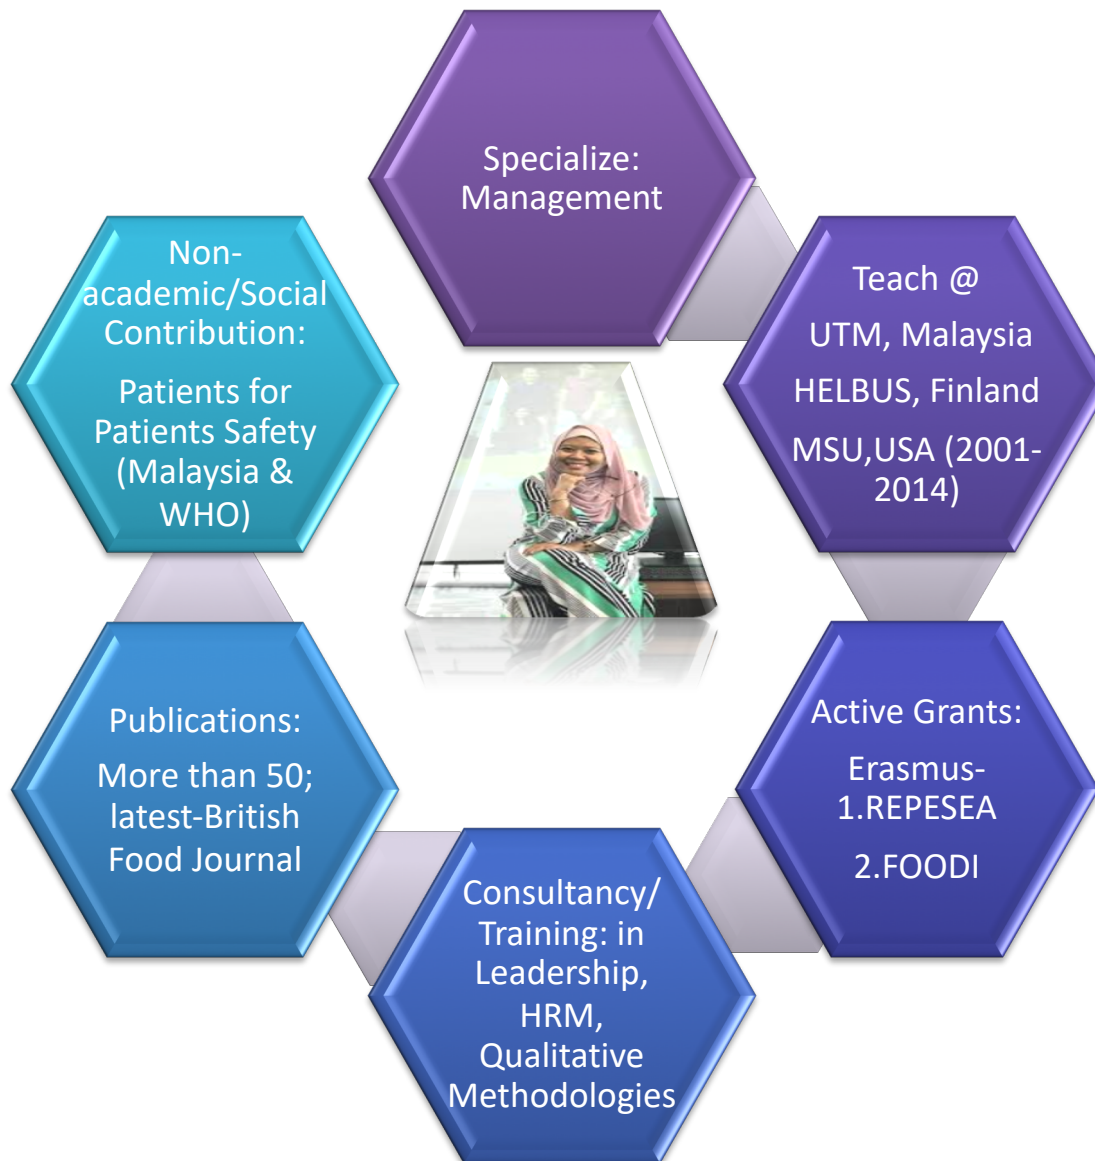 Specialize:
Management
Teach @
UTM, Malaysia
HELBUS, Finland
MSU,USA (2001-
2014)
Active Grants:
Erasmus-
1.REPESEA
2.FOODI
Consultancy/
Training: in
Leadership,
HRM,
Qualitative
Methodologies
Publications:
More than 50;
latest-British
Food Journal
Non-
academic/Social
Contribution:
Patients for
Patients Safety
(Malaysia &
WHO)